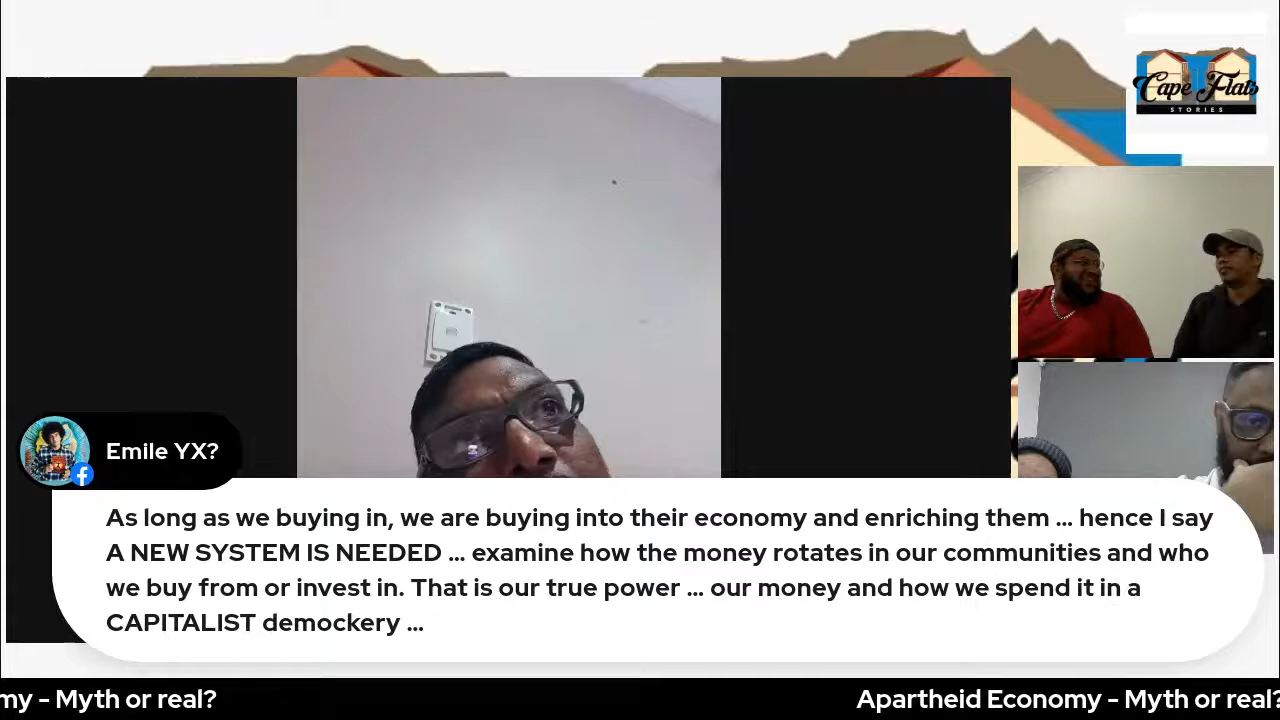 Cape Flats
STORIES
Emile YX?
As long as we buying in, we are buying into their economy and enriching them ... hence I say
A NEW SYSTEM IS NEEDED ... examine how the money rotates in our communities and who
we buy from or invest in. That is our true power ... our money and how we spend it in a
CAPITALIST demockery ...
my - Myth or real?
Apartheid Economy - Myth or real?